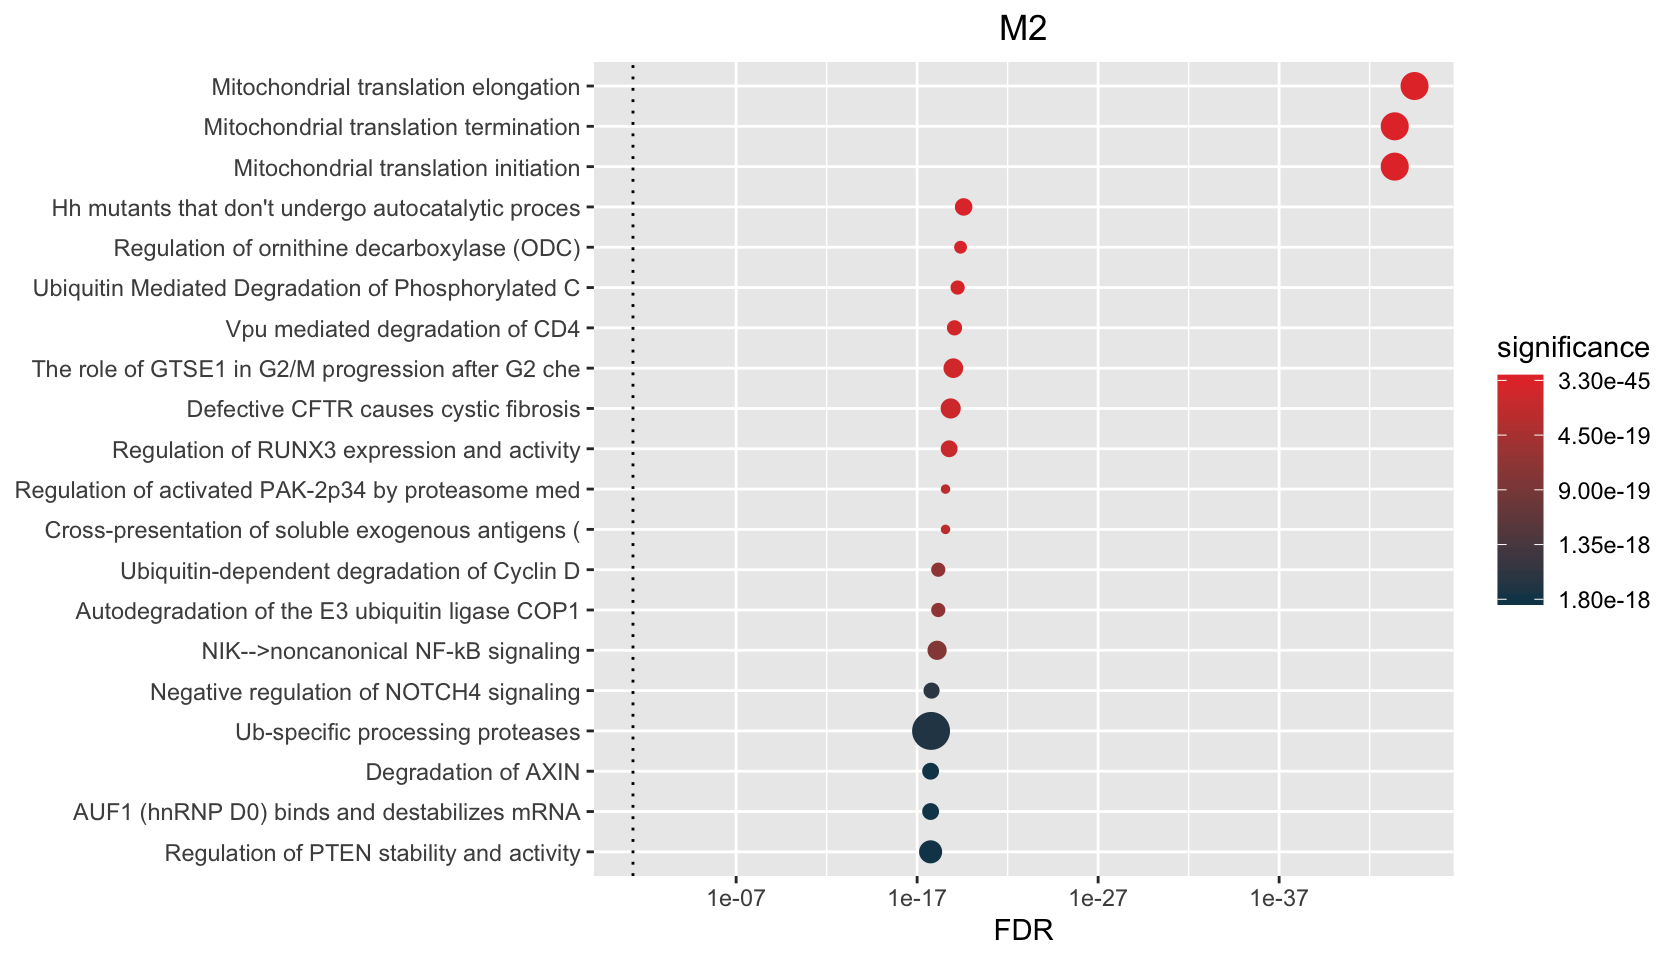 M2
Mitochondrial translation elongation
Mitochondrial translation termination
Mitochondrial translation initiation
Hh mutants that don't undergo autocatalytic proces
Regulation of ornithine decarboxylase (ODC)
Ubiquitin Mediated Degradation of Phosphorylated C
Vpu mediated degradation of CD4
The role of GTSE1 in G2/M progression after G2 che
Defective CFTR causes cystic fibrosis
Regulation of RUNX3 expression and activity
Regulation of activated PAK-2p34 by proteasome med
Cross-presentation of soluble exogenous antigens (
Ubiquitin-dependent degradation of Cyclin D
Autodegradation of the E3 ubiquitin ligase COP1
NIK-->noncanonical NF-kB signaling
Negative regulation of NOTCH4 signaling
Ub-specific processing proteases
Degradation of AXIN
AUF1 (hnRNP D0) binds and destabilizes mRNA
Regulation of PTEN stability and activity
1e-07 1e-17 1e-27 1e-37
FDR
significance
3.30e-45
4.50e-19
9.00e-19
1.35e-18
1.80e-18